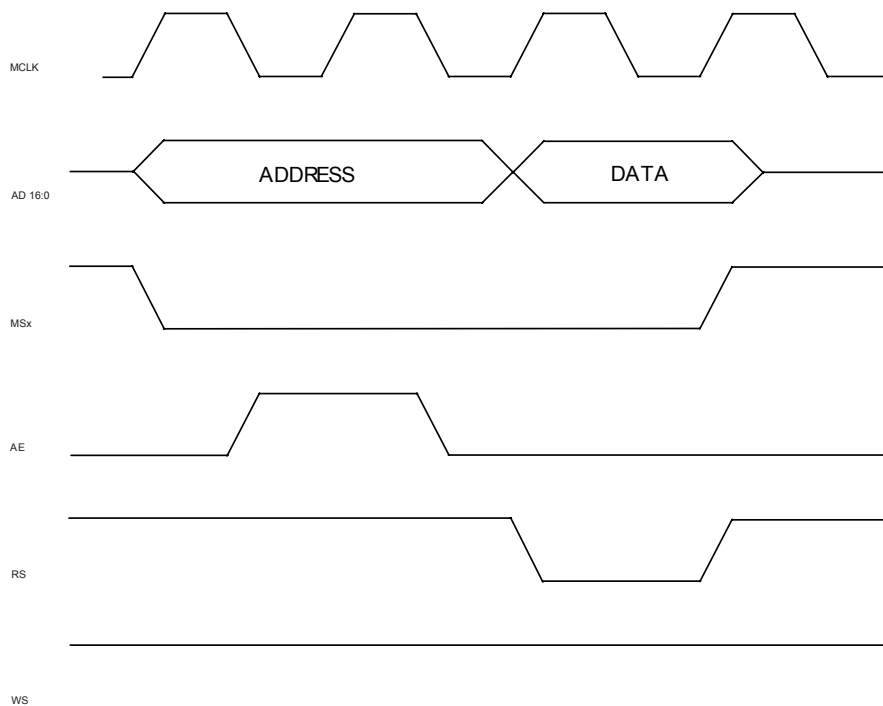 MCLK
AD 16:0
ADDRESS DATA
MSx
AE
RS
WS